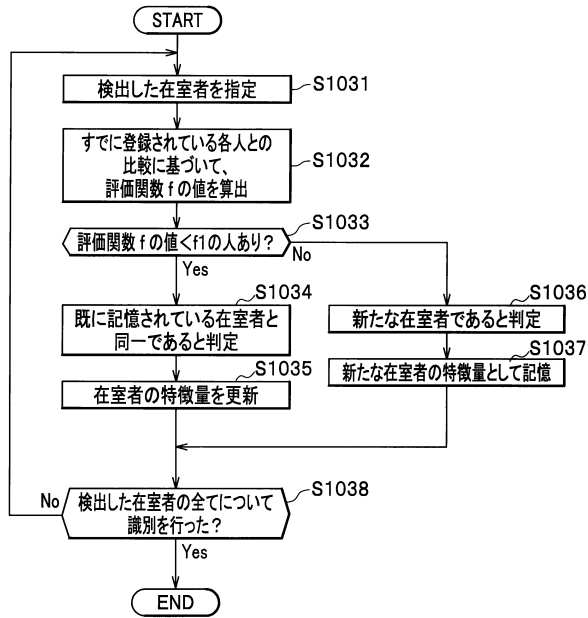 START
検出した在室者を指定
S1031
すでに登録されている各人との
比較に基づいて、
評価関数 f の値を算出
S1032
評価関数 f の値<f1の人あり?
S1033
Yes
No
既に記憶されている在室者と
同一であると判定
S1034
在室者の特徴量を更新
S1035
新たな在室者であると判定
S1036
新たな在室者の特徴量として記憶
S1037
検出した在室者の全てについて
識別を行った?
S1038
No
Yes
END